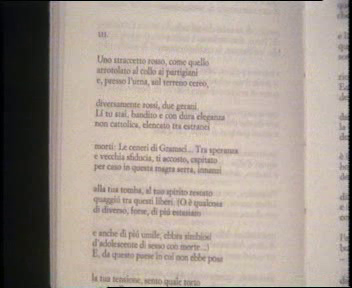 III
Uno straccetto rosso, come quello
arrotolato al collo ai partigiani
e, presso l'urna, sul terreno cereo,
diversamente rossi, due gerani.
Lì tu stai, bandito e con dura eleganza
non cattolica, elencato tra estranei
morti: Le ceneri di Gramsci... Tra speranza
e vecchia sfiducia, ti accosto, capitato
per caso in questa magra serra, innanzi
alla tua tomba, al tuo spirito restato
quaggiù tra questi liberi. (O è qualcosa
di diverso, forse, di più estasiato
e anche di più umile, ebbra simbiosi
d'adolescente di sesso con morte...)
E, da questo paese in cui non ebbe posa
la tua tensione, sento quale torto